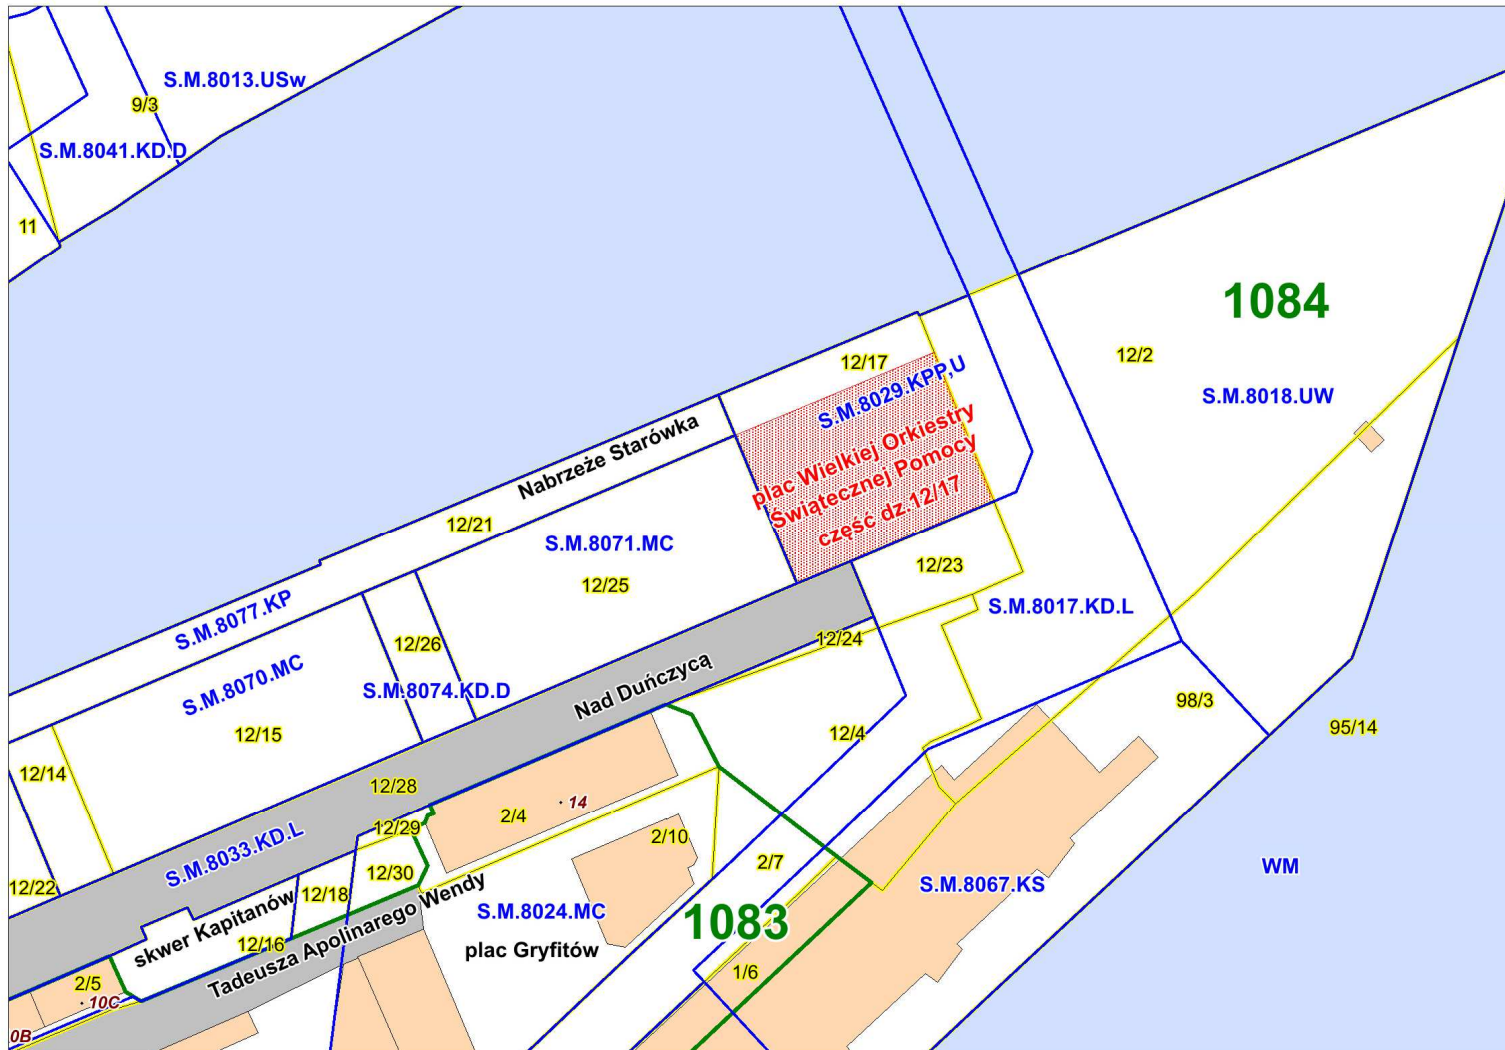 S.M.8013.USw
9/3
S.M.8041.KD.D
11
1084
12/2
12/17
S.M.8029.KPP,U
S.M.8018.UW
plac Wielkiej Orkiestry
Świątecznej Pomocy
część dz.12/17
Nabrzeże Starówka
12/21
S.M.8071.MC
12/25
12/23
S.M.8077.KP
S.M.8017.KD.L
12/26
12/24
S.M.8070.MC
S.M.8074.KD.D
Nad Duńczycą
98/3
12/15
12/4
95/14
12/14
12/28
14
2/4
12/29
2/10
S.M.8033.KD.L
2/7
WM
12/30
12/22
12/18
S.M.8067.KS
skwer Kapitanów
S.M.8024.MC
1083
12/16
Tadeusza Apolinarego Wendy
plac Gryfitów
1/6
2/5
10C
0B